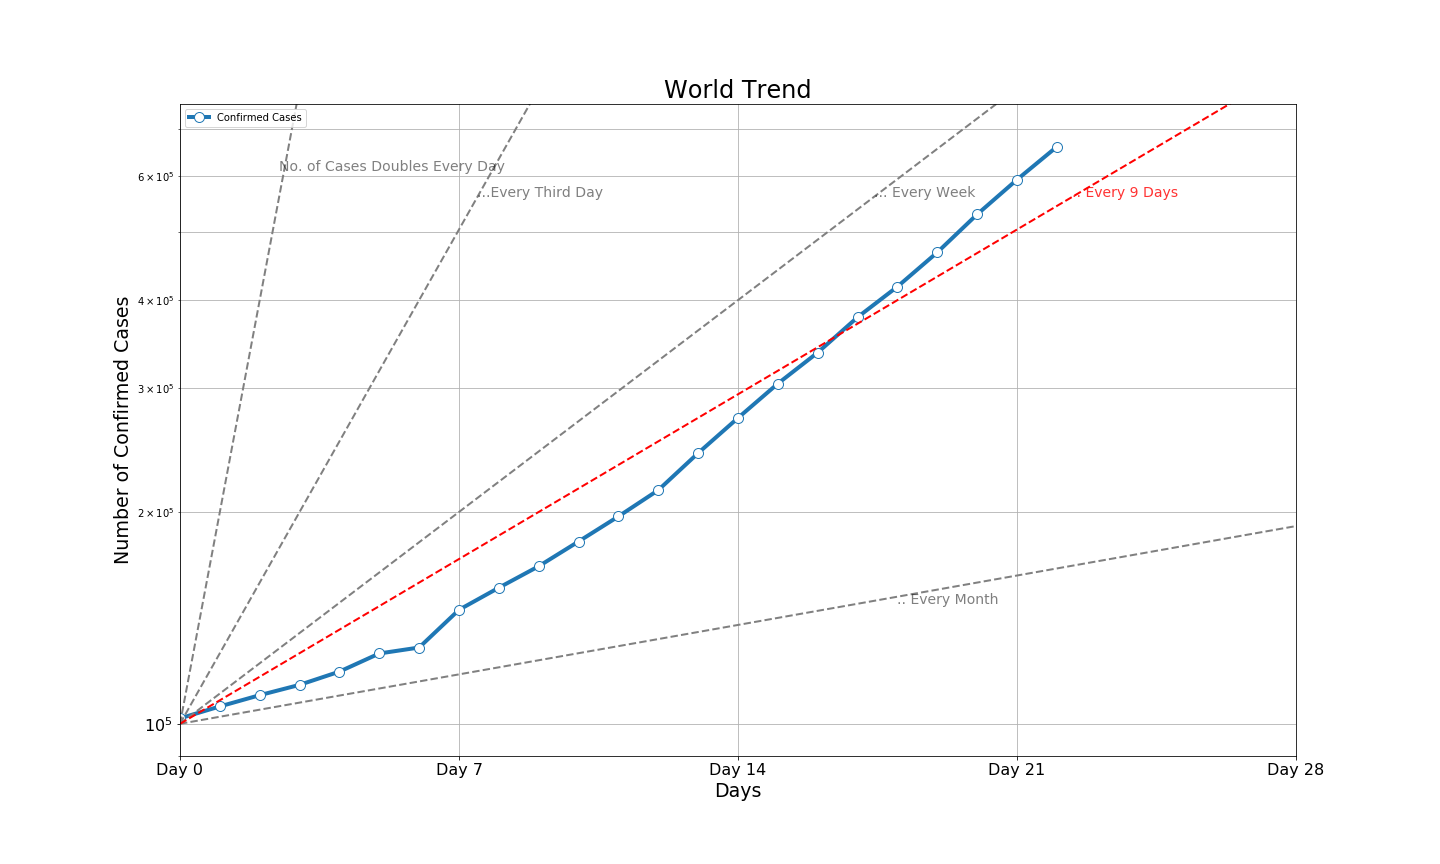 World Trend
Confirmed Cases
No. of Cases Doubles Every Day
...Every Third Day
.. Every Week
.. Every 9 Days
.. Every Month
Number of Confirmed Cases
6 × 10⁵
4 × 10⁵
3 × 10⁵
2 × 10⁵
10⁵
Day 0 Day 7 Day 14 Day 21 Day 28
Days